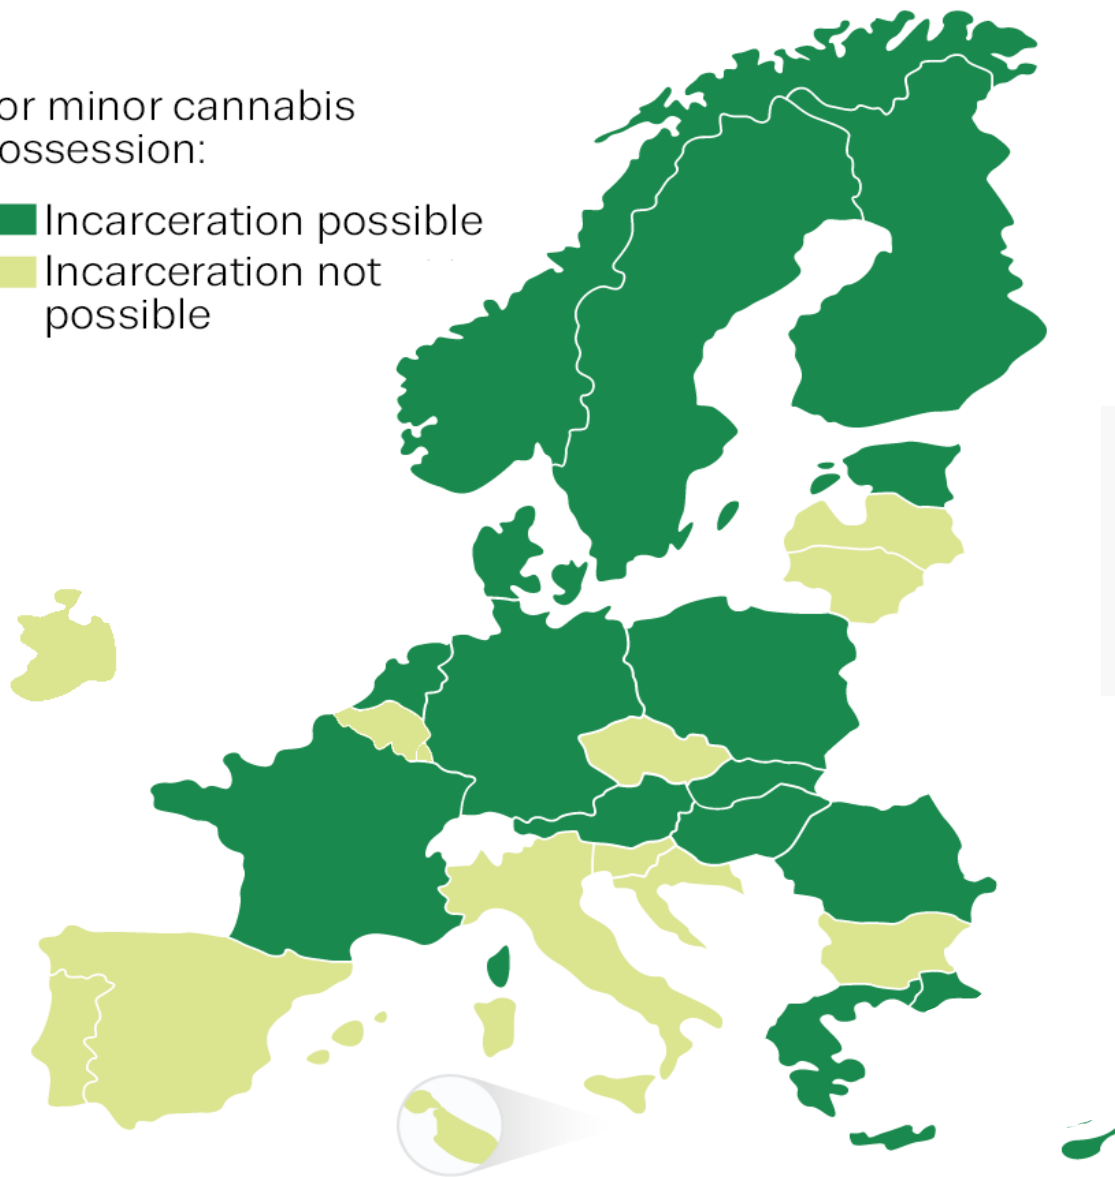 or minor cannabis
ossession:
Incarceration possible
Incarceration not
possible